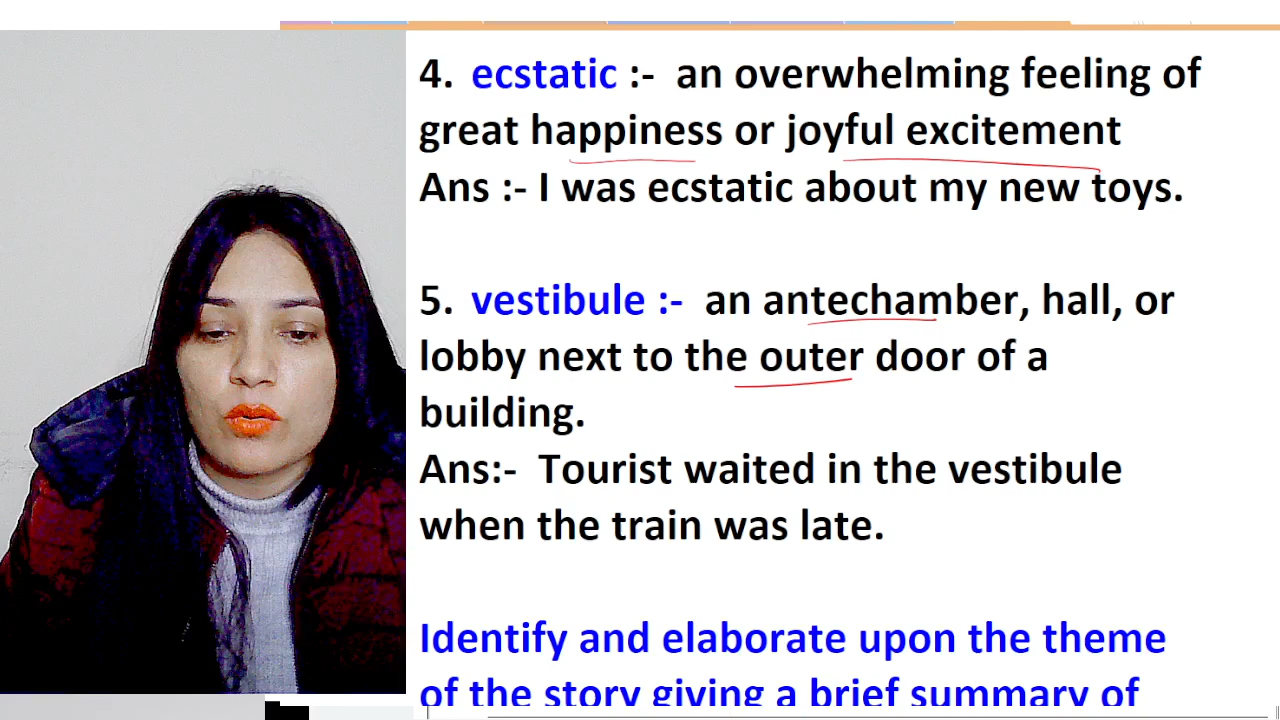 4. ecstatic :- an overwhelming feeling of
great happiness or joyful excitement
Ans :- I was ecstatic about my new toys.
5. vestibule :- an antechamber, hall, or
lobby next to the outer door of a
building.
Ans:- Tourist waited in the vestibule
when the train was late.
Identify and elaborate upon the theme
of the story giving a brief summary of